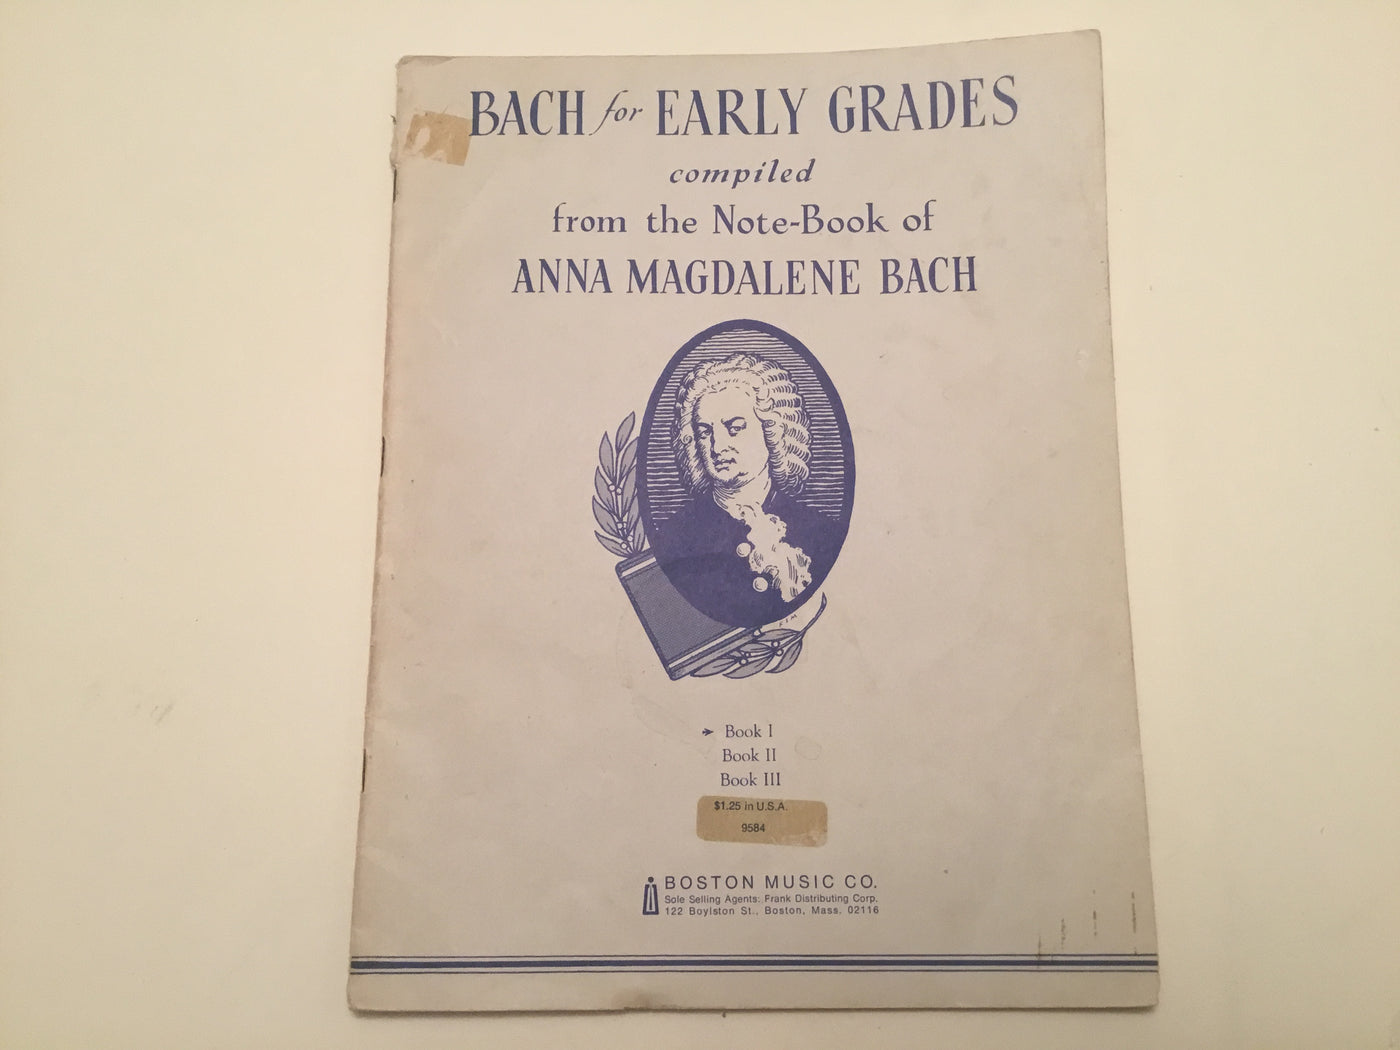 BACH for EARLY GRADES
compiled
from the Note-Book of
ANNA MAGDALENE BACH
FJM
Book I
Book II
Book III
$1.25 in U.S.A.
9584
BOSTON MUSIC CO.
Sole Selling Agents: Frank Distributing Corp.
122 Boylston St., Boston, Mass. 02116